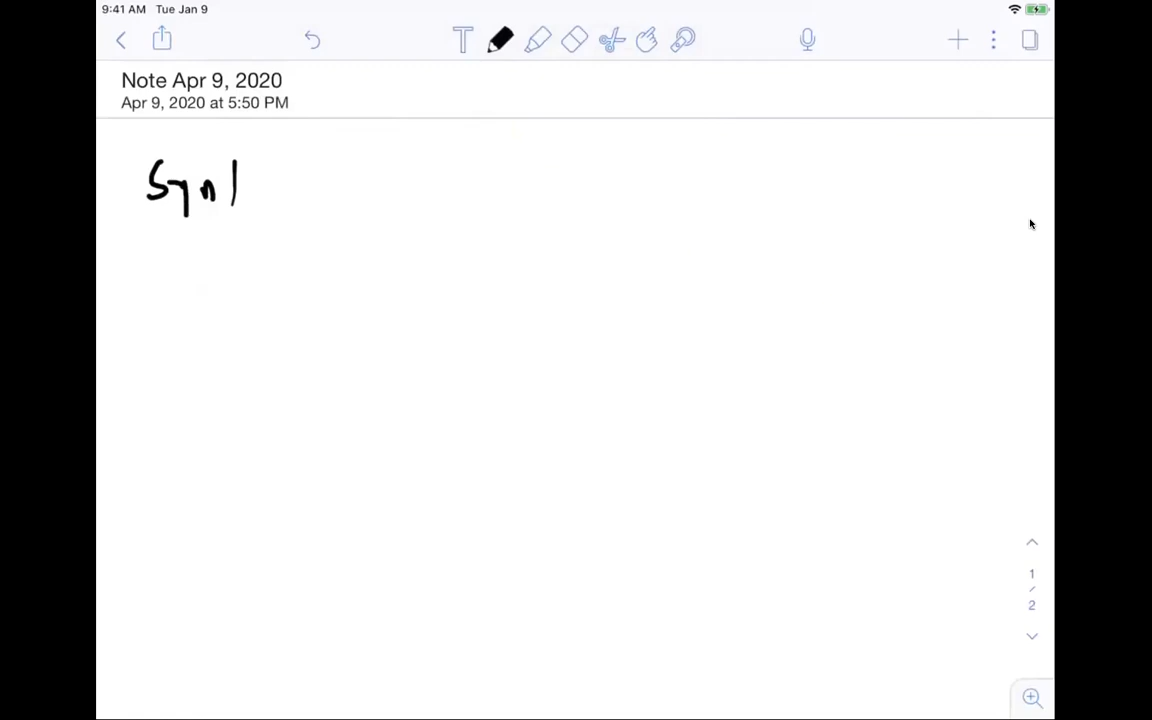 9:41 AM Tue Jan 9
Note Apr 9, 2020
Apr 9, 2020 at 5:50 PM
Syn|
1
/
2